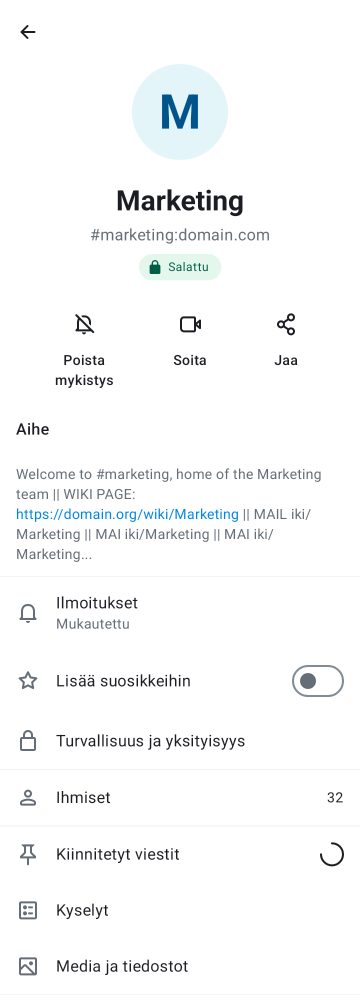 M
Marketing
#marketing:domain.com
Salattu
Poista
mykistys
Soita
Jaa
Aihe
Welcome to #marketing, home of the Marketing
team || WIKI PAGE:
https://domain.org/wiki/Marketing || MAIL iki/
Marketing || MAI iki/Marketing || MAI iki/
Marketing...
Ilmoitukset
Mukautettu
Lisää suosikkeihin
Turvallisuus ja yksityisyys
Ihmiset 32
Kiinnitetyt viestit
Kyselyt
Media ja tiedostot